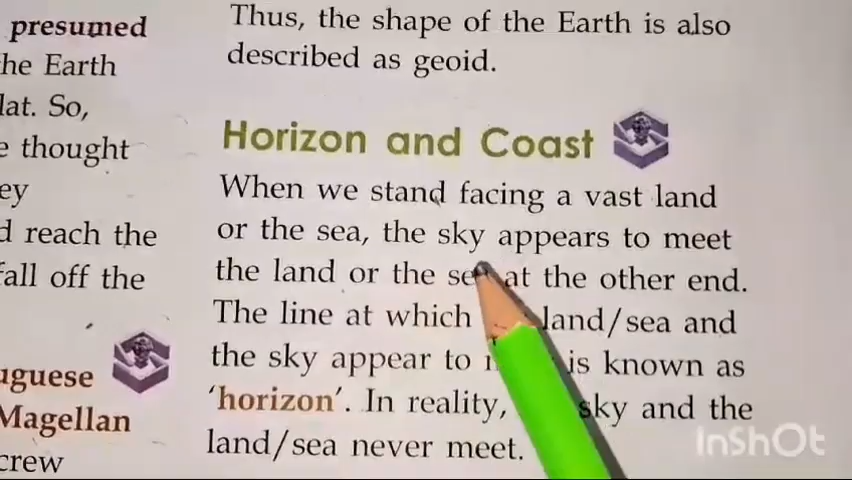 presumed
he Earth
lat. So,
e thought
ey
d reach the
fall off the
uguese
Magellan
crew
Thus, the shape of the Earth is also
described as geoid.
Horizon and Coast
When we stand facing a vast land
or the sea, the sky appears to meet
the land or the sea at the other end.
The line at which land/sea and
the sky appear to is known as
'horizon'. In reality, sky and the
land/sea never meet.
InShOt